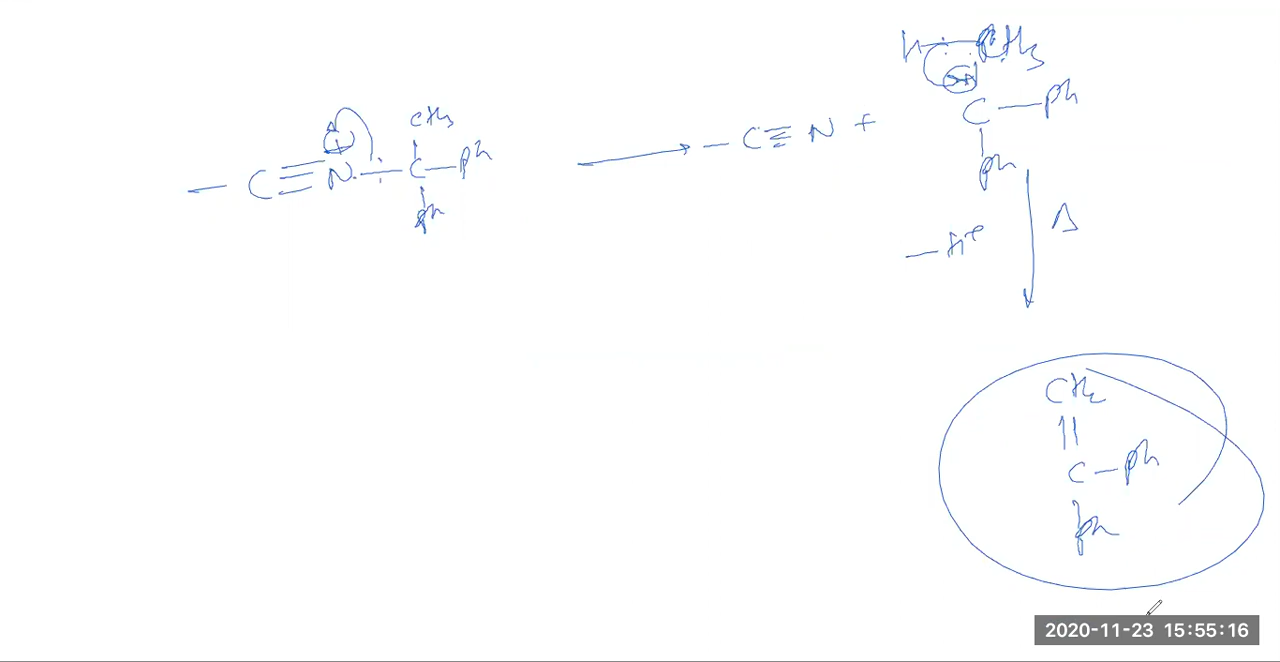 H – CH₃
+
C – Ph
Ph
CH₃
+
– C ≡ N – C – Ph
Ph
→ – C ≡ N +
– H⊕ Δ
CH₂
||
C – Ph
Ph
2020-11-23 15:55:16